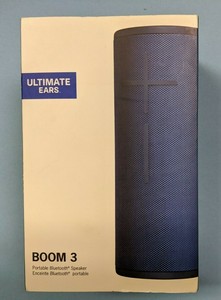 ULTIMATE
EARS
BOOM 3
Portable Bluetooth® Speaker
Enceinte Bluetooth® portable